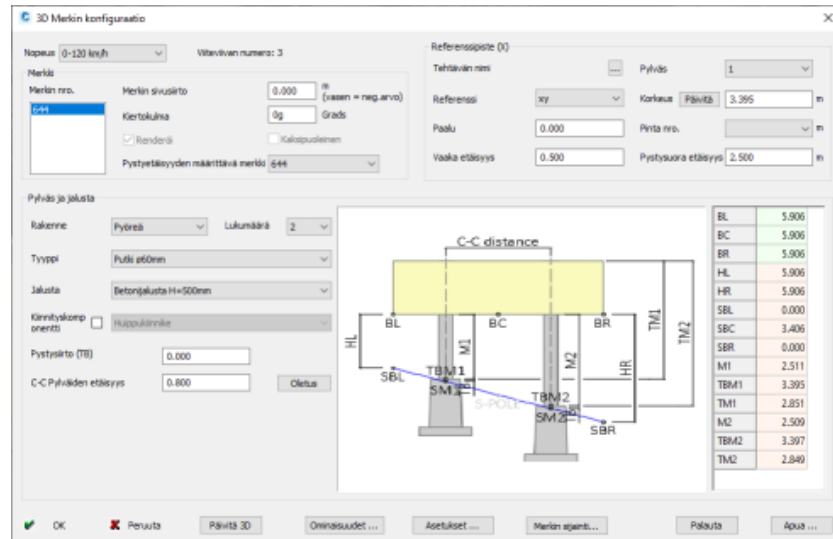 3D Merkin konfiguraatio
Nopeus 0-120 km/h Viiteviivan numero: 3
Merkki
Merkin nro.
644
Merkin sivusiirto 0.000 m (vasen = neg.arvo)
Kiertokulma 0g Grads
Renderöi Kaksipuoleinen
Pystyetäisyyden määrittävä merkki 644
Referenssipiste (X)
Tehtävän nimi ... Pylväs 1
Referenssi xy Korkeus Päivitä 3.395 m
Paalu 0.000 Pinta nro. m
Vaaka etäisyys 0.500 Pystysuora etäisyys 2.500 m
Pylväs ja jalusta
Rakenne Pyöreä Lukumäärä 2
Tyyppi Putki ø60mm
Jalusta Betonijalusta H=500mm
Kiinnityskomp
onentti Huippukiinnike
Pystysiirto (TB) 0.000
C-C Pylväiden etäisyys 0.800 Oletus
C-C distance
BL BC BR
HL M1 M2 HR TM1 TM2
SBL TBM1
SM1
S-POLE TBM2
SM2 SBR
BL 5.906
BC 5.906
BR 5.906
HL 5.906
HR 5.906
SBL 0.000
SBC 3.406
SBR 0.000
M1 2.511
TBM1 3.395
TM1 2.851
M2 2.509
TBM2 3.397
TM2 2.849
OK Peruuta Päivitä 3D Ominaisuudet ... Asetukset .... Merkin sijainti... Palauta Apua ...